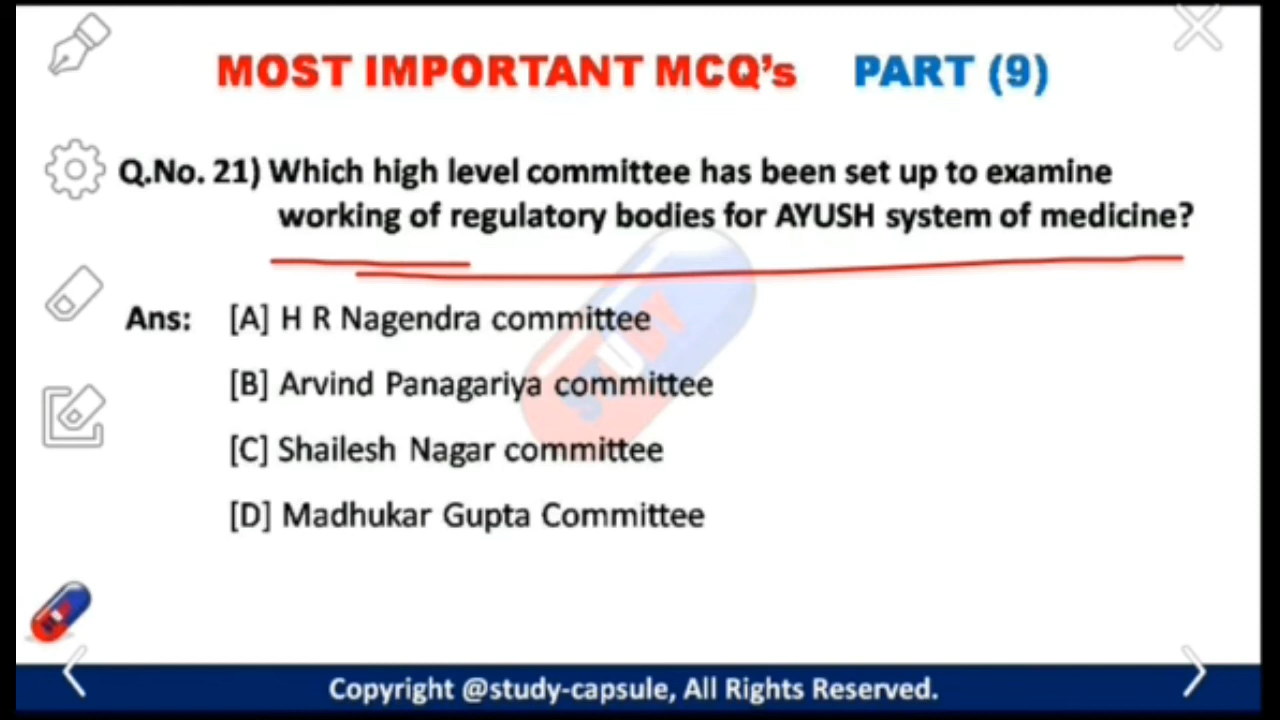 MOST IMPORTANT MCQ's PART (9)
Q.No. 21) Which high level committee has been set up to examine
working of regulatory bodies for AYUSH system of medicine?
Ans: [A] H R Nagendra committee
[B] Arvind Panagariya committee
[C] Shailesh Nagar committee
[D] Madhukar Gupta Committee
STUDY
Copyright @study-capsule, All Rights Reserved.